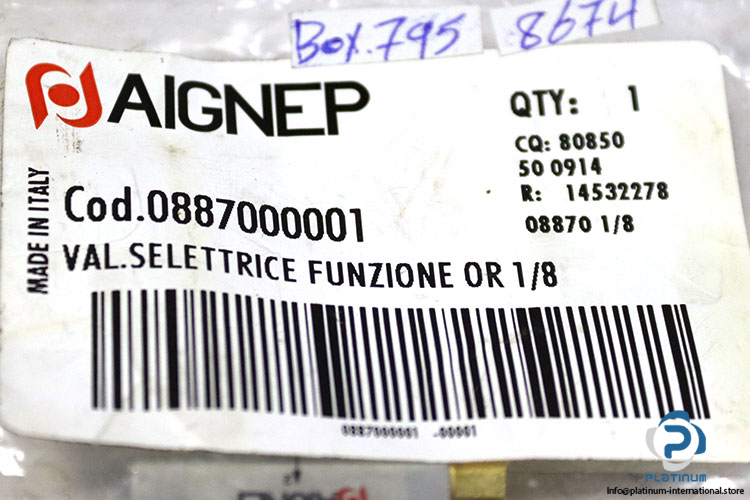 Box.795 8674
AIGNEP
QTY: 1
CQ: 80850
50 0914
R: 14532278
08870 1/8
MADE IN ITALY
Cod.0887000001
VAL.SELETTRICE FUNZIONE OR 1/8
0887000001 .00001
PLATINUM
Info@platinum-international.store